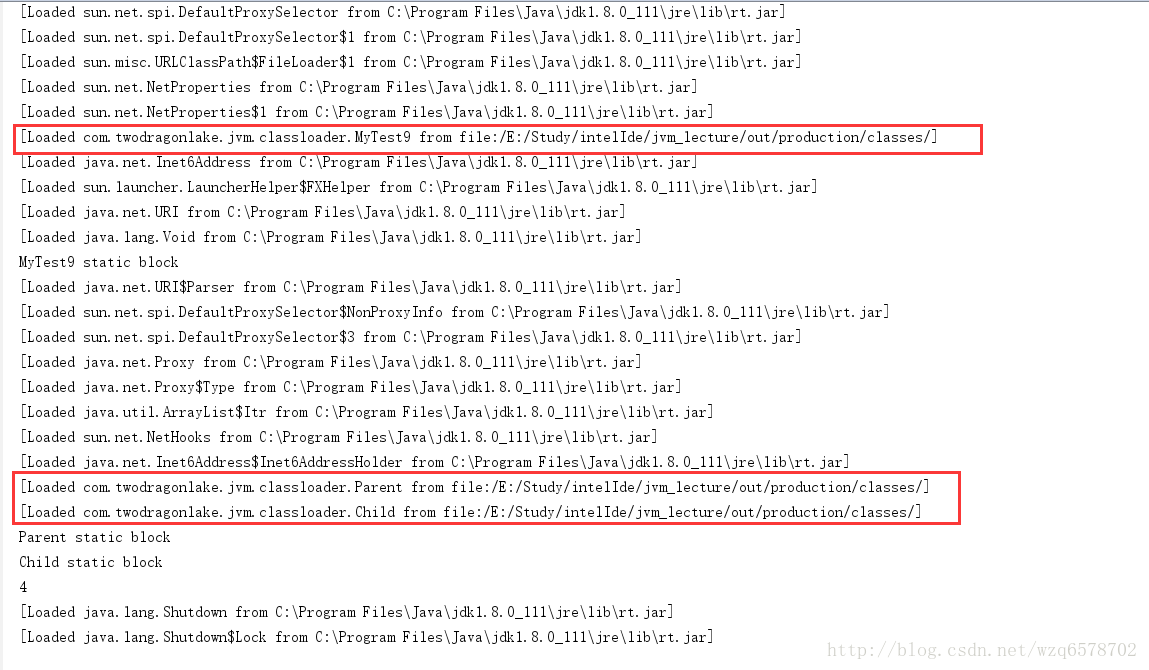 [Loaded sun.net.spi.DefaultProxySelector from C:\Program Files\Java\jdk1.8.0_111\jre\lib\rt.jar]
[Loaded sun.net.spi.DefaultProxySelector$1 from C:\Program Files\Java\jdk1.8.0_111\jre\lib\rt.jar]
[Loaded sun.misc.URLClassPath$FileLoader$1 from C:\Program Files\Java\jdk1.8.0_111\jre\lib\rt.jar]
[Loaded sun.net.NetProperties from C:\Program Files\Java\jdk1.8.0_111\jre\lib\rt.jar]
[Loaded sun.net.NetProperties$1 from C:\Program Files\Java\jdk1.8.0_111\jre\lib\rt.jar]
[Loaded com.twodragonlake.jvm.classloader.MyTest9 from file:/E:/Study/intelIde/jvm_lecture/out/production/classes/]
[Loaded java.net.Inet6Address from C:\Program Files\Java\jdk1.8.0_111\jre\lib\rt.jar]
[Loaded sun.launcher.LauncherHelper$FXHelper from C:\Program Files\Java\jdk1.8.0_111\jre\lib\rt.jar]
[Loaded java.net.URI from C:\Program Files\Java\jdk1.8.0_111\jre\lib\rt.jar]
[Loaded java.lang.Void from C:\Program Files\Java\jdk1.8.0_111\jre\lib\rt.jar]
MyTest9 static block
[Loaded java.net.URI$Parser from C:\Program Files\Java\jdk1.8.0_111\jre\lib\rt.jar]
[Loaded sun.net.spi.DefaultProxySelector$NonProxyInfo from C:\Program Files\Java\jdk1.8.0_111\jre\lib\rt.jar]
[Loaded sun.net.spi.DefaultProxySelector$3 from C:\Program Files\Java\jdk1.8.0_111\jre\lib\rt.jar]
[Loaded java.net.Proxy from C:\Program Files\Java\jdk1.8.0_111\jre\lib\rt.jar]
[Loaded java.net.Proxy$Type from C:\Program Files\Java\jdk1.8.0_111\jre\lib\rt.jar]
[Loaded java.util.ArrayList$Itr from C:\Program Files\Java\jdk1.8.0_111\jre\lib\rt.jar]
[Loaded sun.net.NetHooks from C:\Program Files\Java\jdk1.8.0_111\jre\lib\rt.jar]
[Loaded java.net.Inet6Address$Inet6AddressHolder from C:\Program Files\Java\jdk1.8.0_111\jre\lib\rt.jar]
[Loaded com.twodragonlake.jvm.classloader.Parent from file:/E:/Study/intelIde/jvm_lecture/out/production/classes/]
[Loaded com.twodragonlake.jvm.classloader.Child from file:/E:/Study/intelIde/jvm_lecture/out/production/classes/]
Parent static block
Child static block
4
[Loaded java.lang.Shutdown from C:\Program Files\Java\jdk1.8.0_111\jre\lib\rt.jar]
[Loaded java.lang.Shutdown$Lock from C:\Program Files\Java\jdk1.8.0_111\jre\lib\rt.jar]
http://blog.csdn.net/wzq6578702